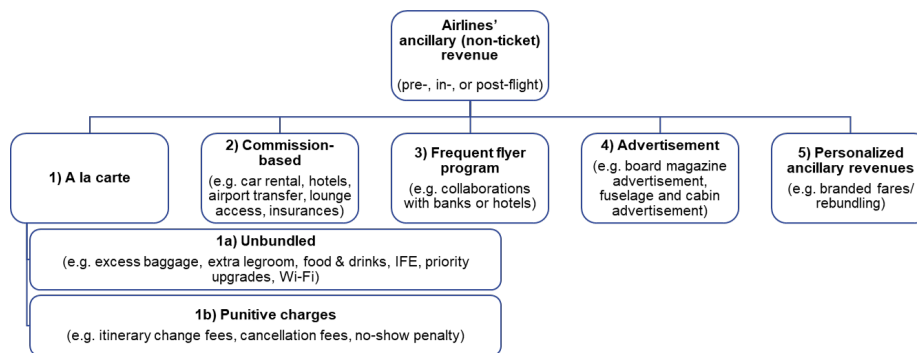 Airlines'
ancillary (non-ticket)
revenue
(pre-, in-, or post-flight)
1) A la carte
2) Commission-
based
(e.g. car rental, hotels,
airport transfer, lounge
access, insurances)
3) Frequent flyer
program
(e.g. collaborations
with banks or hotels)
4) Advertisement
(e.g. board magazine
advertisement,
fuselage and cabin
advertisement)
5) Personalized
ancillary revenues
(e.g. branded fares/
rebundling)
1a) Unbundled
(e.g. excess baggage, extra legroom, food & drinks, IFE, priority
upgrades, Wi-Fi)
1b) Punitive charges
(e.g. itinerary change fees, cancellation fees, no-show penalty)